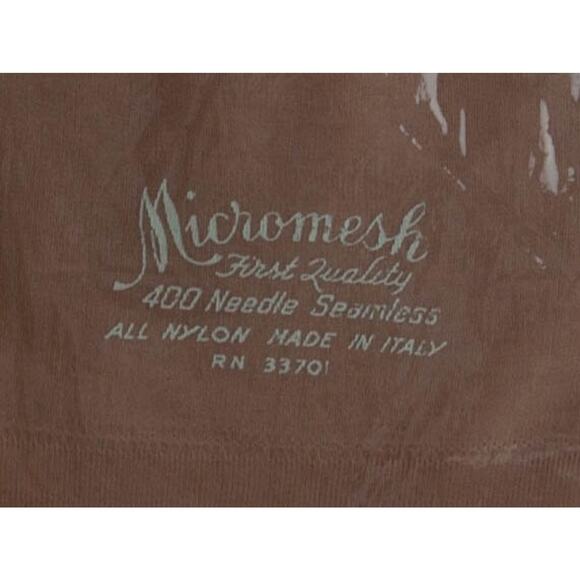 Micromesh
First Quality
400 Needle Seamless
ALL NYLON MADE IN ITALY
RN 33701